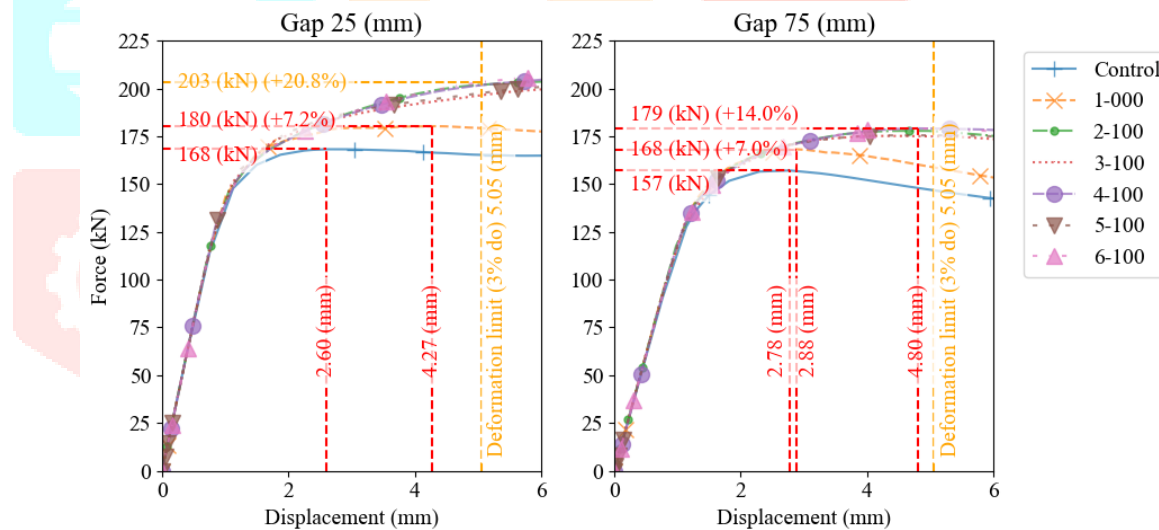 Gap 25 (mm)
225
200
175
150
125
100
75
50
25
0
Force (kN)
203 (kN) (+20.8%)
180 (kN) (+7.2%)
168 (kN)
2.60 (mm)
4.27 (mm)
Deformation limit (3% do) 5.05 (mm)
0
2
4
6
Displacement (mm)
Gap 75 (mm)
225
200
175
150
125
100
75
50
25
0
179 (kN) (+14.0%)
168 (kN) (+7.0%)
157 (kN)
2.78 (mm)
2.88 (mm)
4.80 (mm)
Deformation limit (3% do) 5.05 (mm)
0
2
4
6
Displacement (mm)
Control
1-000
2-100
3-100
4-100
5-100
6-100